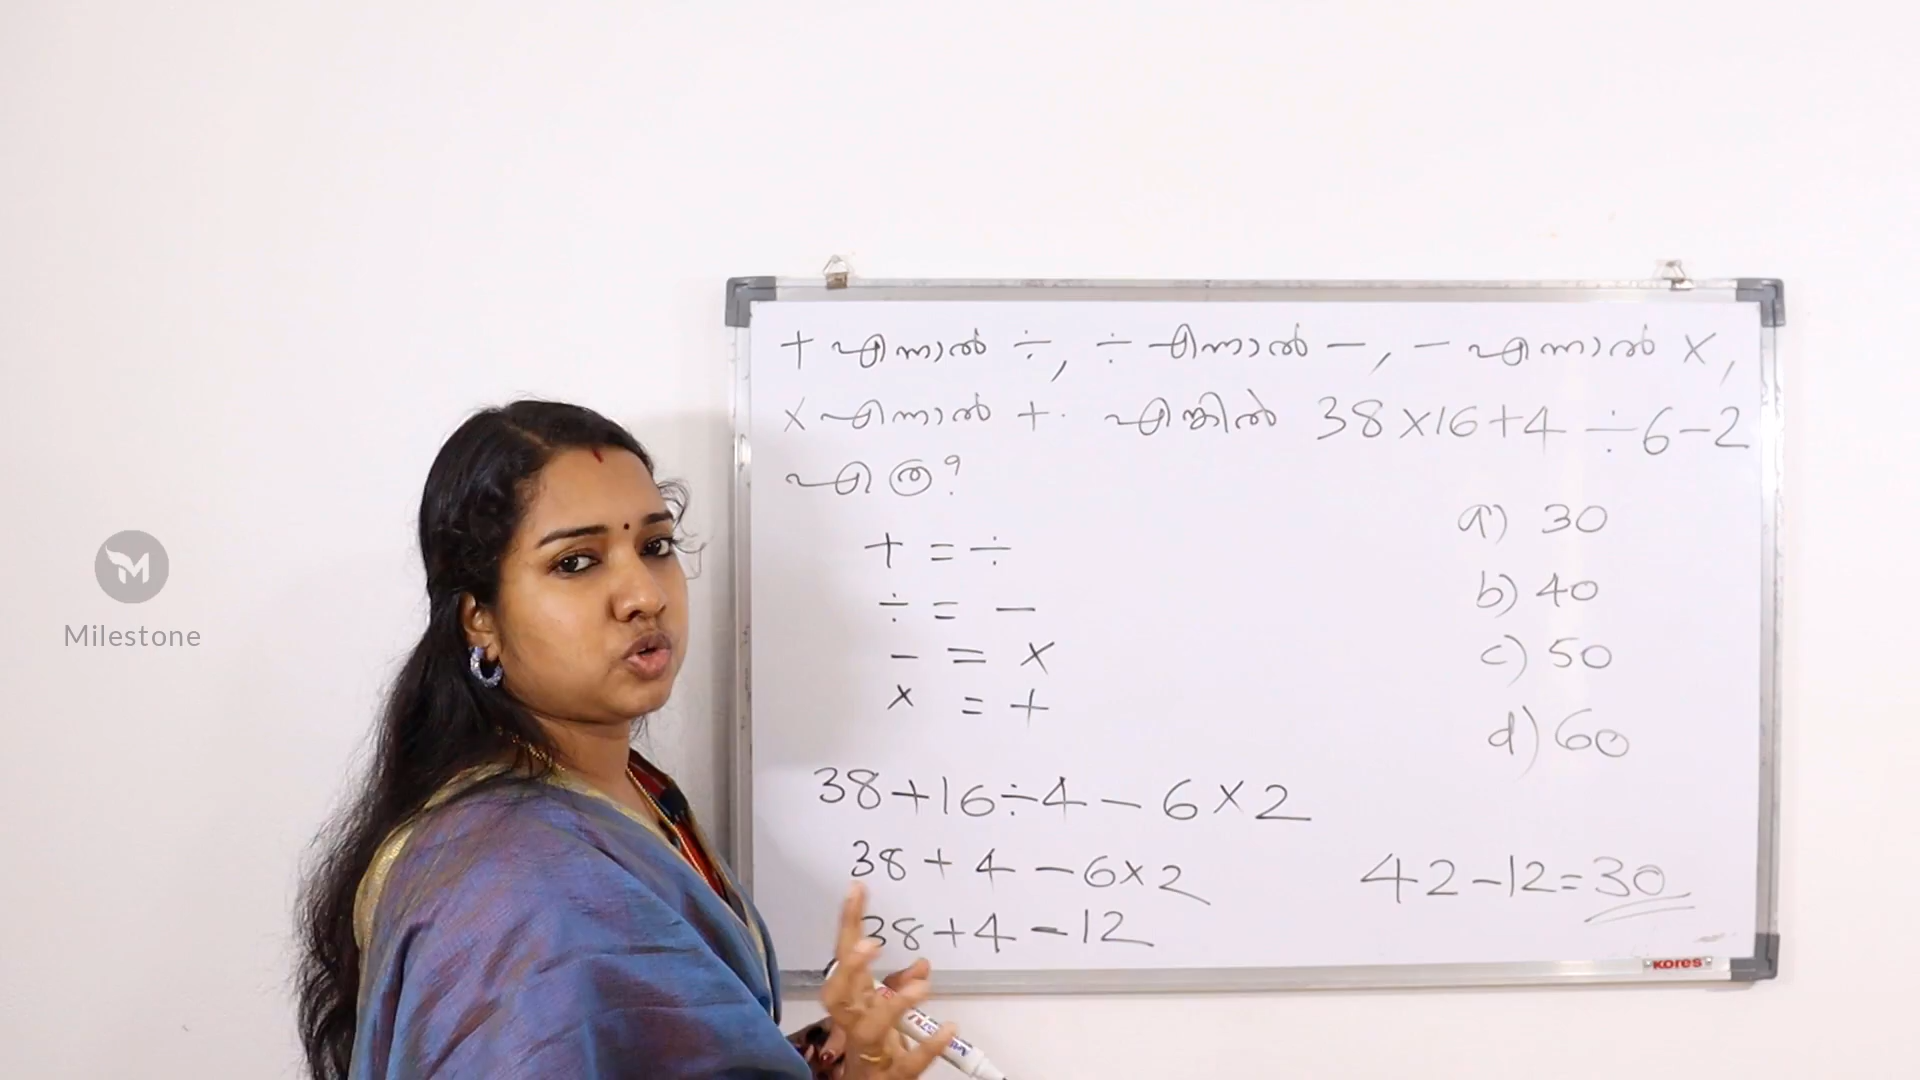 + എന്നാൽ ÷, ÷ എന്നാൽ −, − എന്നാൽ ×,
× എന്നാൽ +. എങ്കിൽ 38×16+4 ÷6−2
എത്ര?
+ = ÷
÷ = −
− = ×
× = +
a) 30
b) 40
c) 50
d) 60
38+16÷4−6×2
38+4−6×2
38+4−12
42−12=30
KORES
Milestone